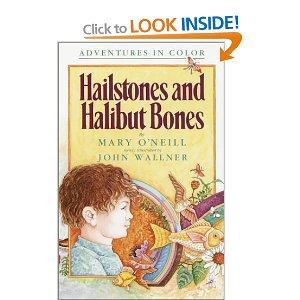 Click to LOOK INSIDE!
ADVENTURES IN COLOR
Hailstones and
Halibut Bones
By
MARY O'NEILL
newly illustrated by
JOHN WALLNER